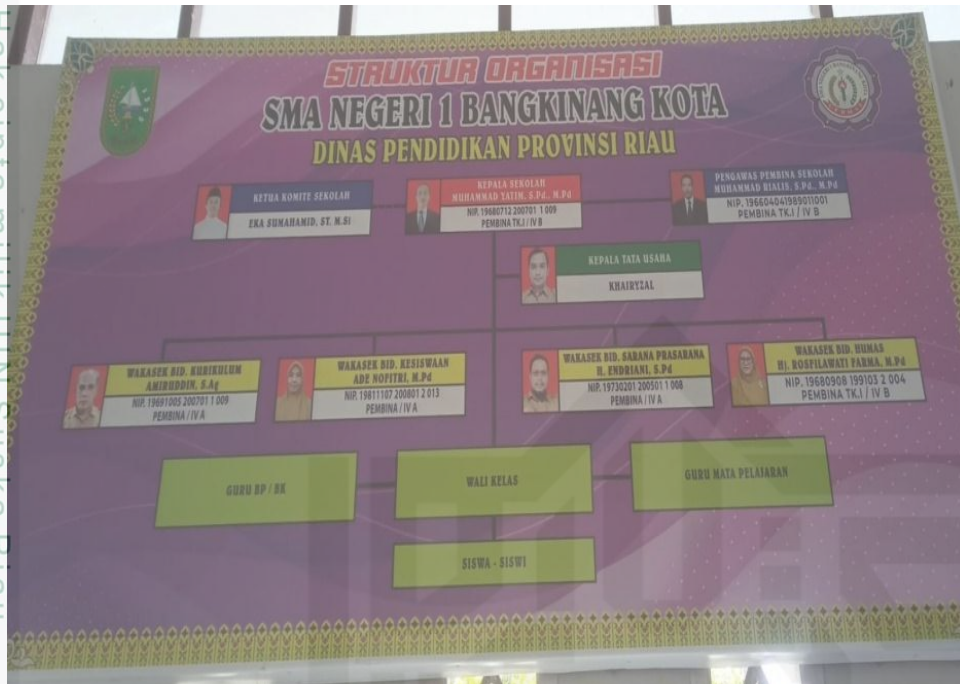 STRUKTUR ORGANISASI
SMA NEGERI 1 BANGKINANG KOTA
DINAS PENDIDIKAN PROVINSI RIAU
KETUA KOMITE SEKOLAH
EKA SUMAHAMID, ST. M.Si
KEPALA SEKOLAH
MUHAMMAD YATIM, S.Pd., M.Pd
NIP. 19680712 200701 1 009
PEMBINA TK.I / IV B
PENGAWAS PEMBINA SEKOLAH
MUHAMMAD RIALIS, S.Pd., M.Pd
NIP. 196604041989011001
PEMBINA TK.I / IV B
KEPALA TATA USAHA
KHAIRYZAL
WAKASEK BID. KURIKULUM
AMIRUDDIN, S.Ag
NIP. 19691005 200701 1 009
PEMBINA / IV A
WAKASEK BID. KESISWAAN
ADE NOFITRI, M.Pd
NIP. 19811107 200801 2 013
PEMBINA / IV A
WAKASEK BID. SARANA PRASARANA
H. ENDRIANI, S.Pd
NIP. 19730201 200501 1 008
PEMBINA / IV A
WAKASEK BID. HUMAS
Hj. ROSFILAWATI PARMA, M.Pd
NIP. 19680908 199103 2 004
PEMBINA TK.I / IV B
GURU BP / BK
WALI KELAS
GURU MATA PELAJARAN
SISWA - SISWI